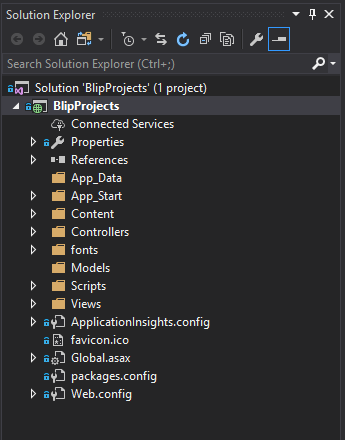 Solution Explorer
Search Solution Explorer (Ctrl+;)
Solution 'BlipProjects' (1 project)
BlipProjects
Connected Services
Properties
References
App_Data
App_Start
Content
Controllers
fonts
Models
Scripts
Views
ApplicationInsights.config
favicon.ico
Global.asax
packages.config
Web.config